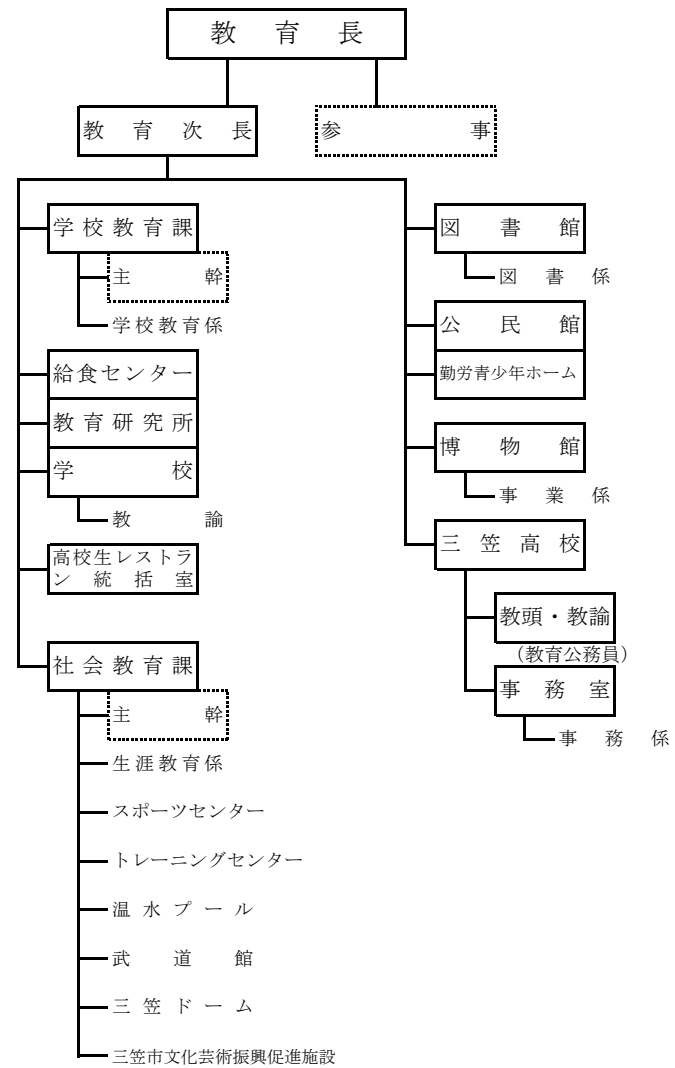 教育長
教育次長
参事
学校教育課
主幹
学校教育係
給食センター
教育研究所
学校
教諭
高校生レストラ
ン統括室
社会教育課
主幹
生涯教育係
スポーツセンター
トレーニングセンター
温水プール
武道館
三笠ドーム
三笠市文化芸術振興促進施設
図書館
図書係
公民館
勤労青少年ホーム
博物館
事業係
三笠高校
教頭・教諭
（教育公務員）
事務室
事務係